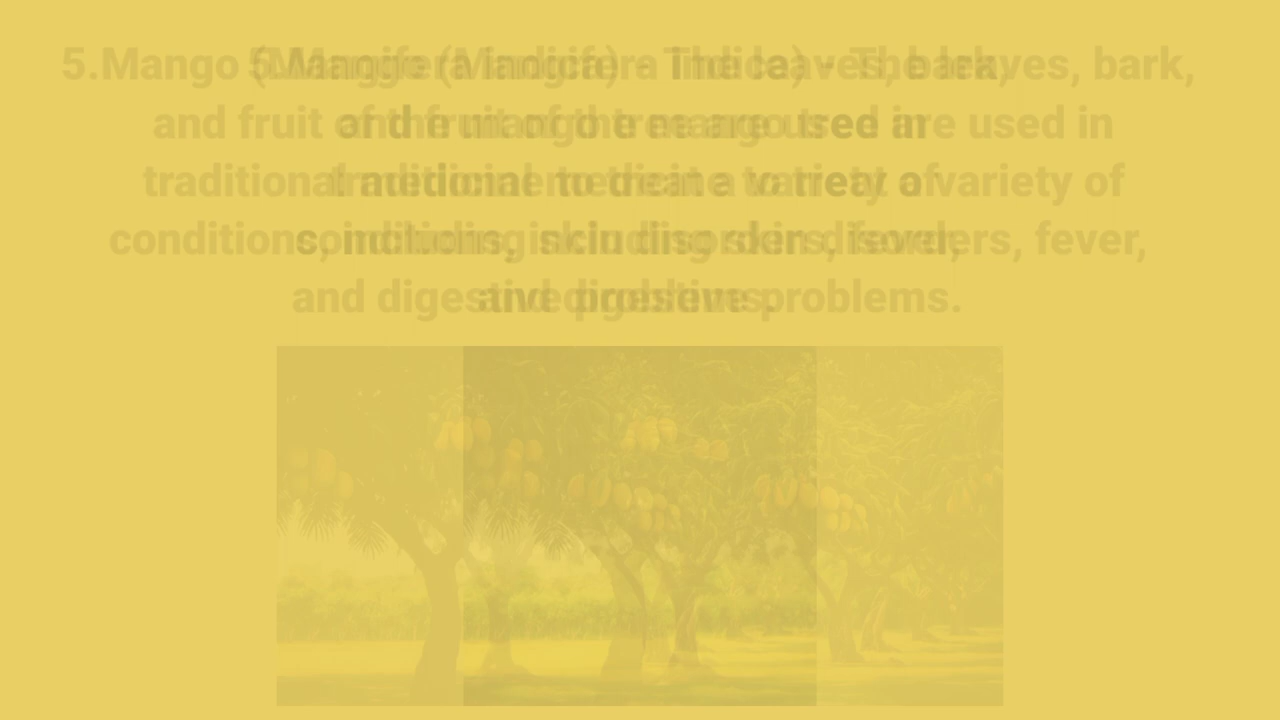 5.Mango (Mangifera Indica) - The leaves, bark,
and fruit of the mango tree are used in
traditional medicine to treat a variety of
conditions, including skin disorders, fever,
and digestive problems.